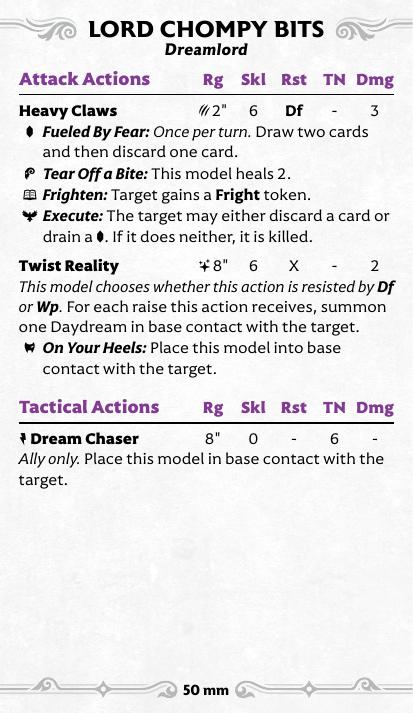 LORD CHOMPY BITS
Dreamlord
Attack Actions Rg Skl Rst TN Dmg
Heavy Claws 2" 6 Df - 3
Fueled By Fear: Once per turn. Draw two cards
and then discard one card.
Tear Off a Bite: This model heals 2.
Frighten: Target gains a Fright token.
Execute: The target may either discard a card or
drain a . If it does neither, it is killed.
Twist Reality 8" 6 X - 2
This model chooses whether this action is resisted by Df
or Wp. For each raise this action receives, summon
one Daydream in base contact with the target.
On Your Heels: Place this model into base
contact with the target.
Tactical Actions Rg Skl Rst TN Dmg
Dream Chaser 8" 0 - 6 -
Ally only. Place this model in base contact with the
target.
50 mm